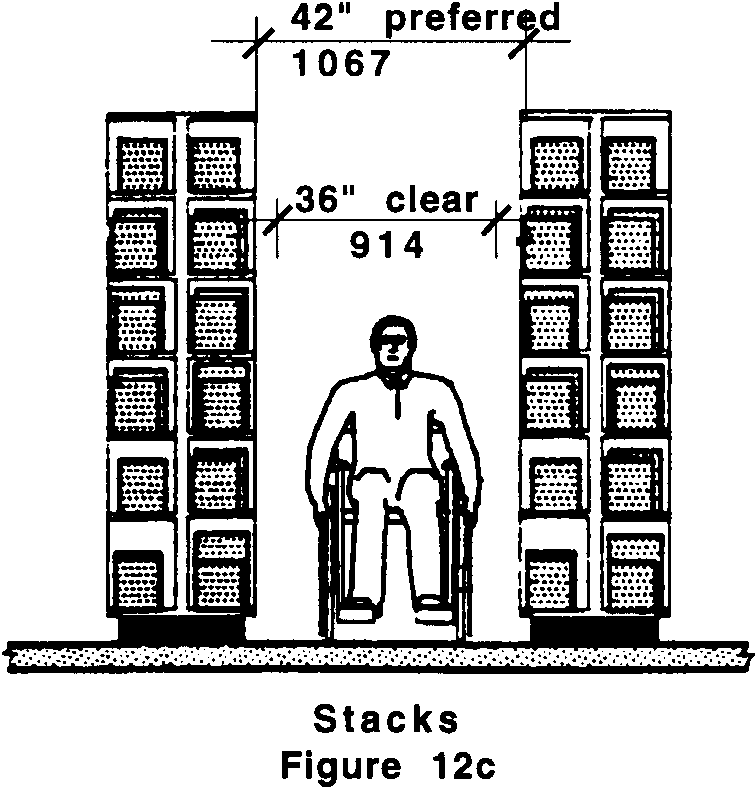 42" preferred
1067
36" clear
914
Stacks
Figure 12c